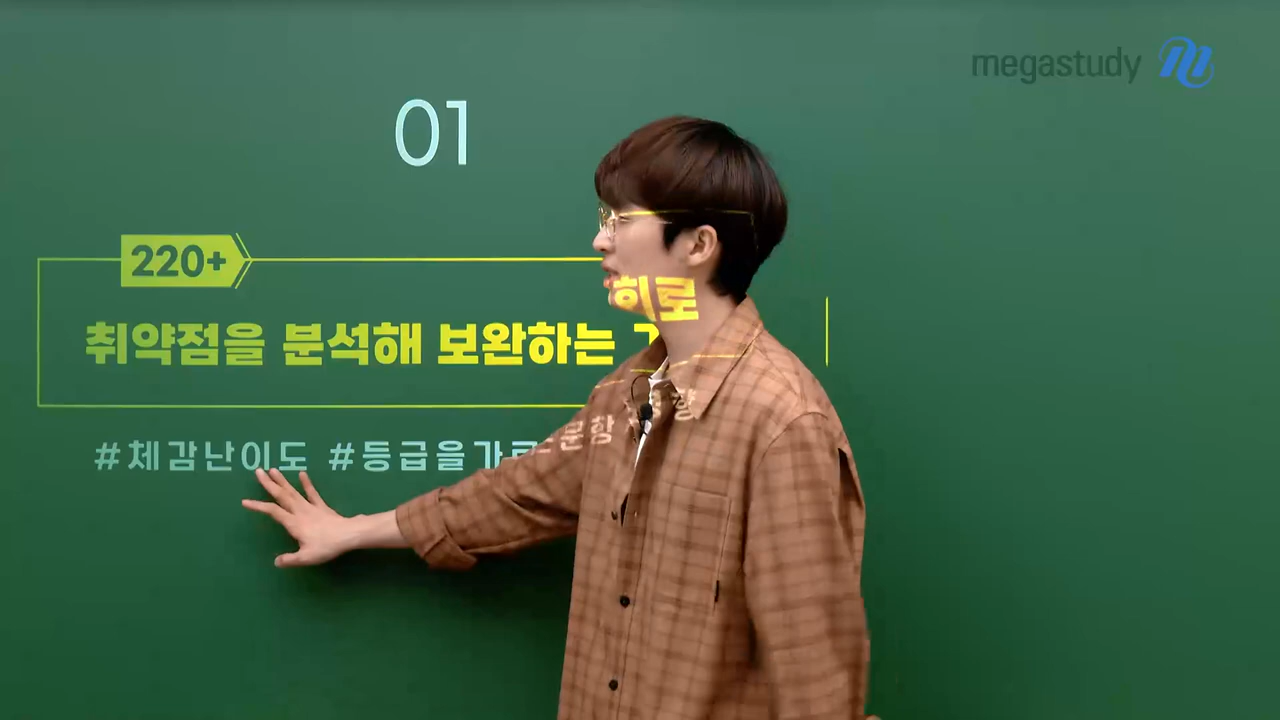 megastudy
01
220+
취약점을 분석해 보완하는
#체감난이도 #등급을가르